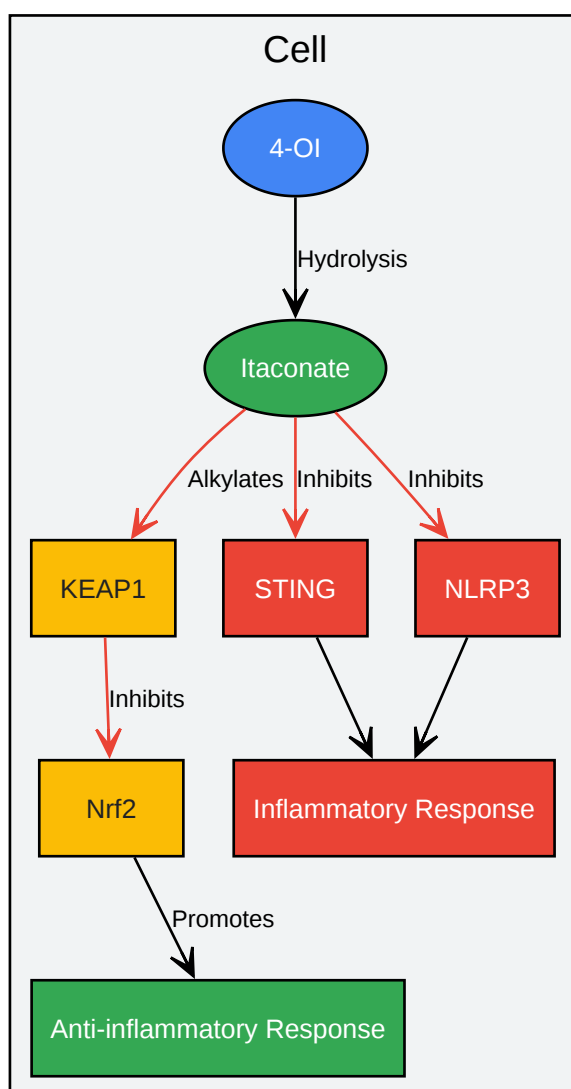 Cell
4-OI
Hydrolysis
Itaconate
Alkylates
Inhibits
Inhibits
KEAP1
STING
NLRP3
Inhibits
Nrf2
Inflammatory Response
Promotes
Anti-inflammatory Response